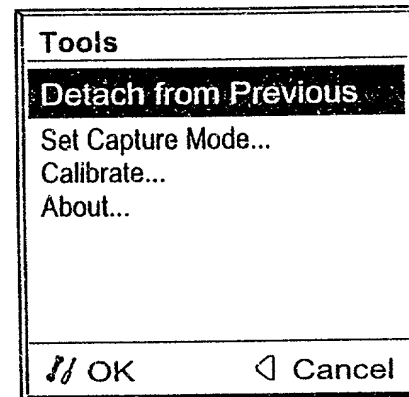 Tools
Detach from Previous
Set Capture Mode...
Calibrate...
About...
OK Cancel